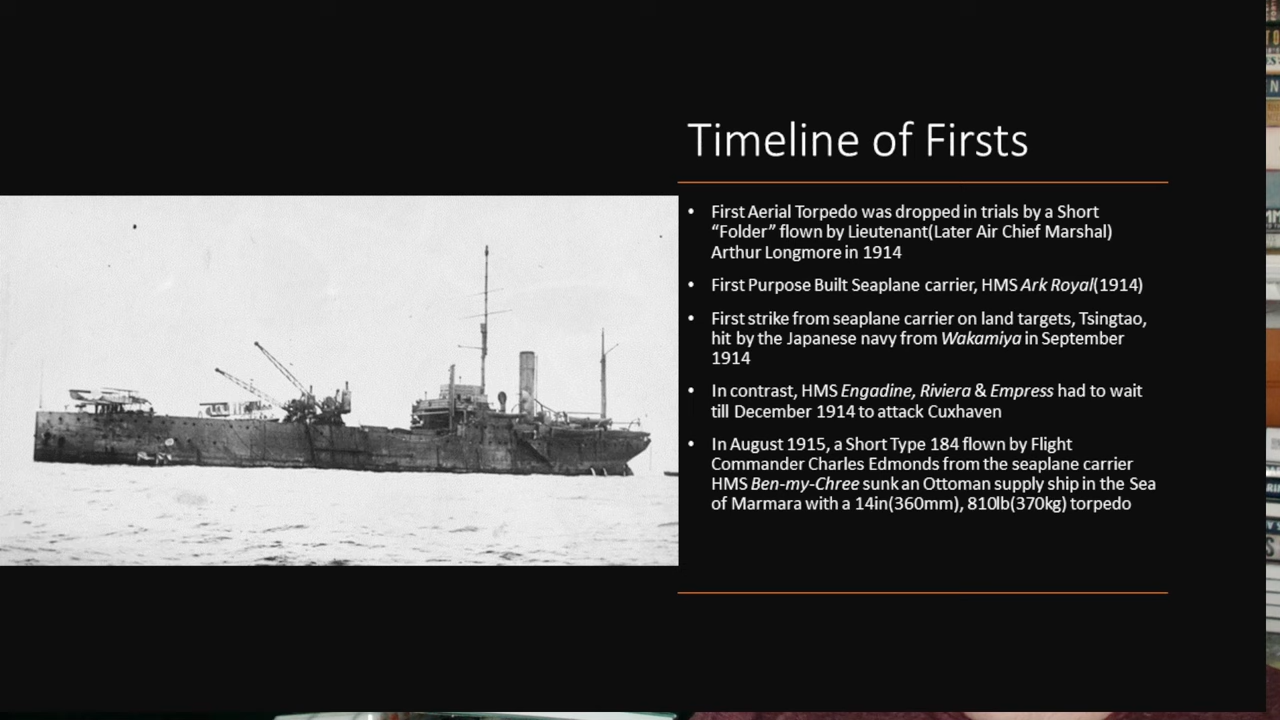 Timeline of Firsts
• First Aerial Torpedo was dropped in trials by a Short
“Folder” flown by Lieutenant(Later Air Chief Marshal)
Arthur Longmore in 1914
• First Purpose Built Seaplane carrier, HMS Ark Royal(1914)
• First strike from seaplane carrier on land targets, Tsingtao,
hit by the Japanese navy from Wakamiya in September
1914
• In contrast, HMS Engadine, Riviera & Empress had to wait
till December 1914 to attack Cuxhaven
• In August 1915, a Short Type 184 flown by Flight
Commander Charles Edmonds from the seaplane carrier
HMS Ben-my-Chree sunk an Ottoman supply ship in the Sea
of Marmara with a 14in(360mm), 810lb(370kg) torpedo